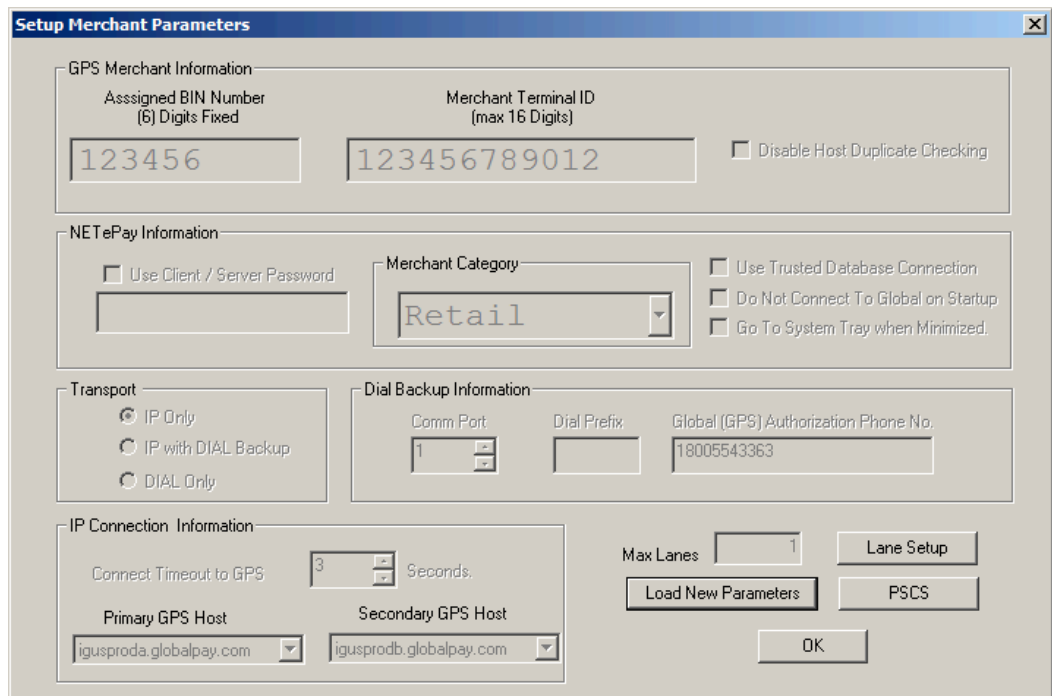 Setup Merchant Parameters
GPS Merchant Information
Asssigned BIN Number
(6) Digits Fixed
Merchant Terminal ID
(max 16 Digits)
123456
123456789012
Disable Host Duplicate Checking
NETePay Information
Use Client / Server Password
Merchant Category
Retail
Use Trusted Database Connection
Do Not Connect To Global on Startup
Go To System Tray when Minimized.
Transport
IP Only
IP with DIAL Backup
DIAL Only
Dial Backup Information
Comm Port
Dial Prefix
Global (GPS) Authorization Phone No.
1
18005543363
IP Connection Information
Connect Timeout to GPS
3
Seconds.
Primary GPS Host
Secondary GPS Host
igusproda.globalpay.com
igusprodb.globalpay.com
Max Lanes
1
Lane Setup
Load New Parameters
PSCS
OK